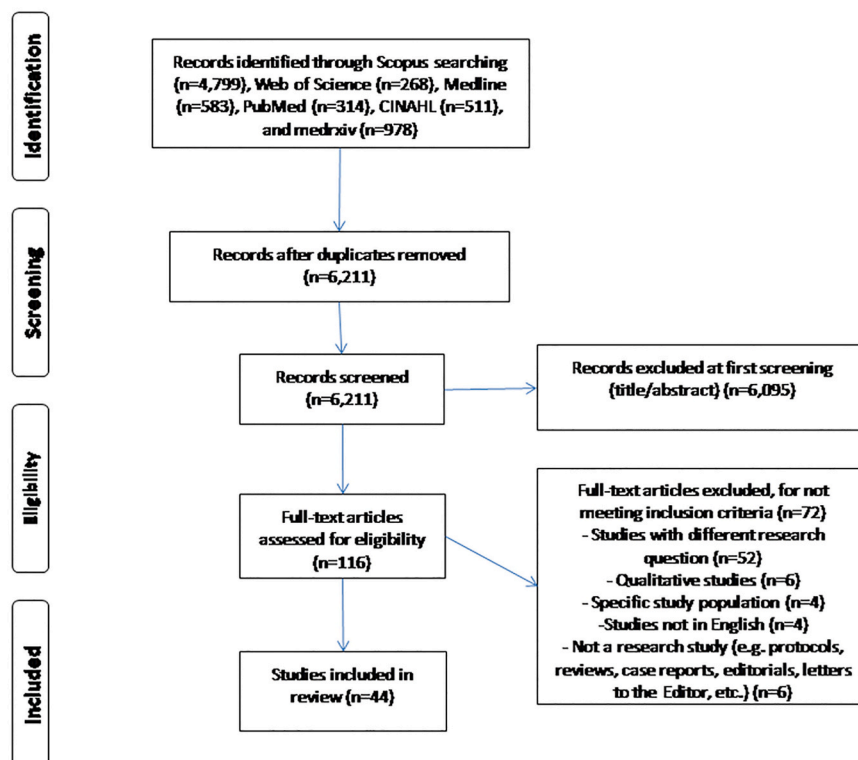 Identification
Records identified through Scopus searching
(n=4,799), Web of Science (n=268), Medline
(n=583), PubMed (n=314), CINAHL (n=511),
and medrxiv (n=978)
Screening
Records after duplicates removed
(n=6,211)
Records screened
(n=6,211)
Records excluded at first screening
(title/abstract) (n=6,095)
Eligibility
Full-text articles
assessed for eligibility
(n=116)
Full-text articles excluded, for not
meeting inclusion criteria (n=72)
- Studies with different research
question (n=52)
- Qualitative studies (n=6)
- Specific study population (n=4)
-Studies not in English (n=4)
- Not a research study (e.g. protocols,
reviews, case reports, editorials, letters
to the Editor, etc.) (n=6)
Included
Studies included in
review (n=44)